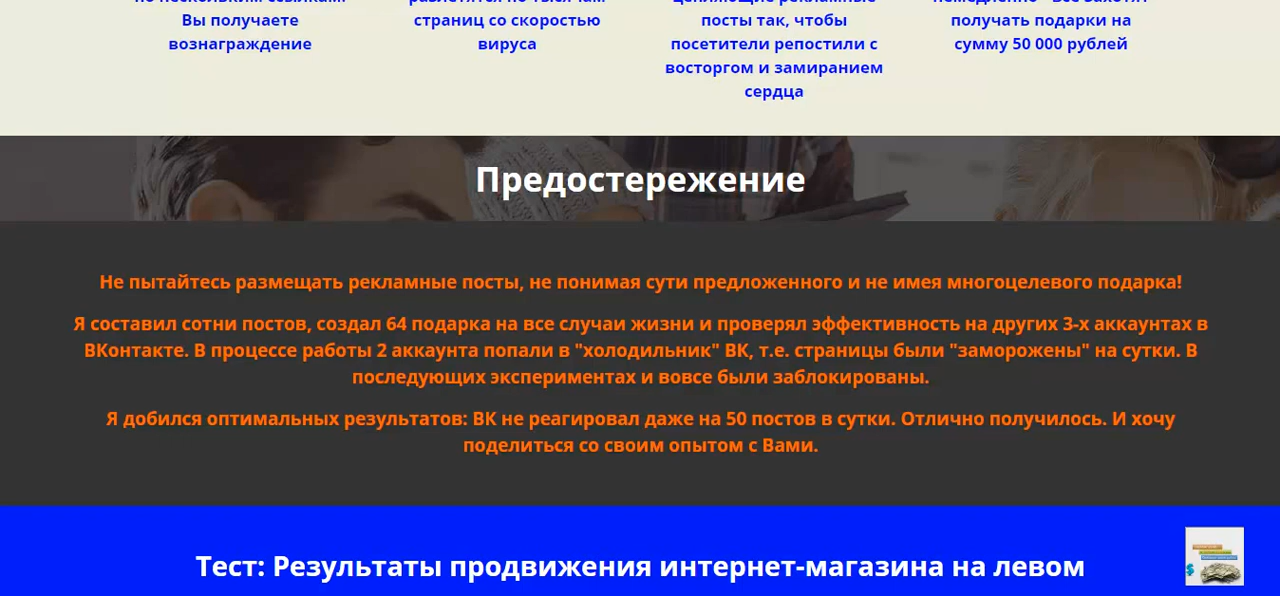 Вы получаете
вознаграждение
страниц со скоростью
вируса
посты так, чтобы
посетители репостили с
восторгом и замиранием
сердца
получать подарки на
сумму 50 000 рублей
Предостережение
Не пытайтесь размещать рекламные посты, не понимая сути предложенного и не имея многоцелевого подарка!
Я составил сотни постов, создал 64 подарка на все случаи жизни и проверял эффективность на других 3-х аккаунтах в
ВКонтакте. В процессе работы 2 аккаунта попали в "холодильник" ВК, т.е. страницы были "заморожены" на сутки. В
последующих экспериментах и вовсе были заблокированы.
Я добился оптимальных результатов: ВК не реагировал даже на 50 постов в сутки. Отлично получилось. И хочу
поделиться со своим опытом с Вами.
Тест: Результаты продвижения интернет-магазина на левом